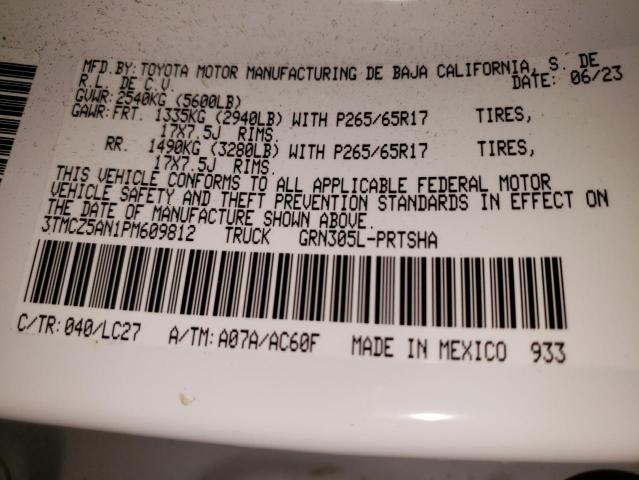 MFD.BY: TOYOTA MOTOR MANUFACTURING DE BAJA CALIFORNIA, S. DE
R.L. DE C.V. DATE: 06/23
GVWR: 2540KG (5600LB)
GAWR: FRT. 1335KG (2940LB) WITH P265/65R17 TIRES,
17X7.5J RIMS.
RR. 1490KG (3280LB) WITH P265/65R17 TIRES,
17X7.5J RIMS.
THIS VEHICLE CONFORMS TO ALL APPLICABLE FEDERAL MOTOR
VEHICLE SAFETY AND THEFT PREVENTION STANDARDS IN EFFECT ON
THE DATE OF MANUFACTURE SHOWN ABOVE.
3TMCZ5AN1PM609812 TRUCK GRN305L-PRTSHA
C/TR: 040/LC27 A/TM: A07A/AC60F MADE IN MEXICO 933